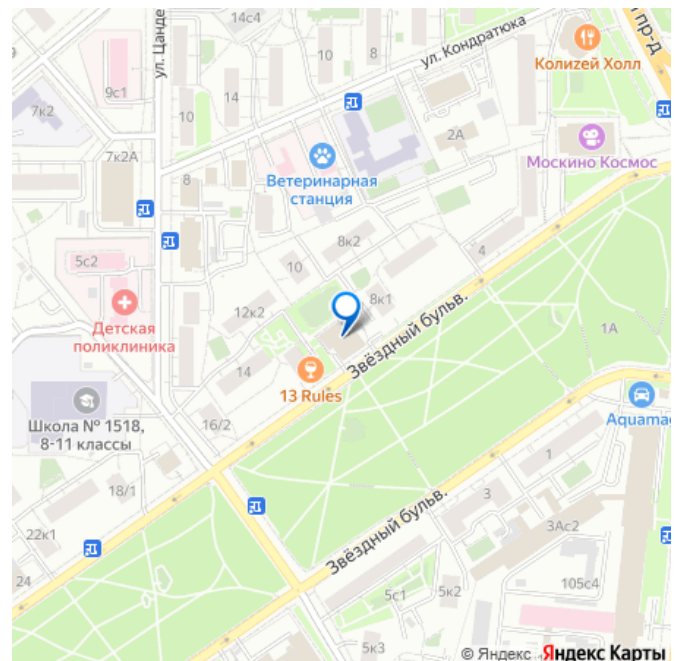 14с4
ул. Цанде
10
8
ул. Кондратюка
й пр-д
Колиzей Холл
9с1
14
7к2
10
2А
Москино Космос
7к2А
8
Ветеринарная
станция
8к2
4
5с2
10
8к1
Детская
поликлиника
12к2
Звёздный бульв.
1А
14
13 Rules
Школа № 1518,
8-11 классы
16/2
Aquamac
1
18/1
3
22к1
Звёздный бульв.
3Ас2
24
105с4
5с1
5к2
5к3
© Яндекс Яндекс Карты